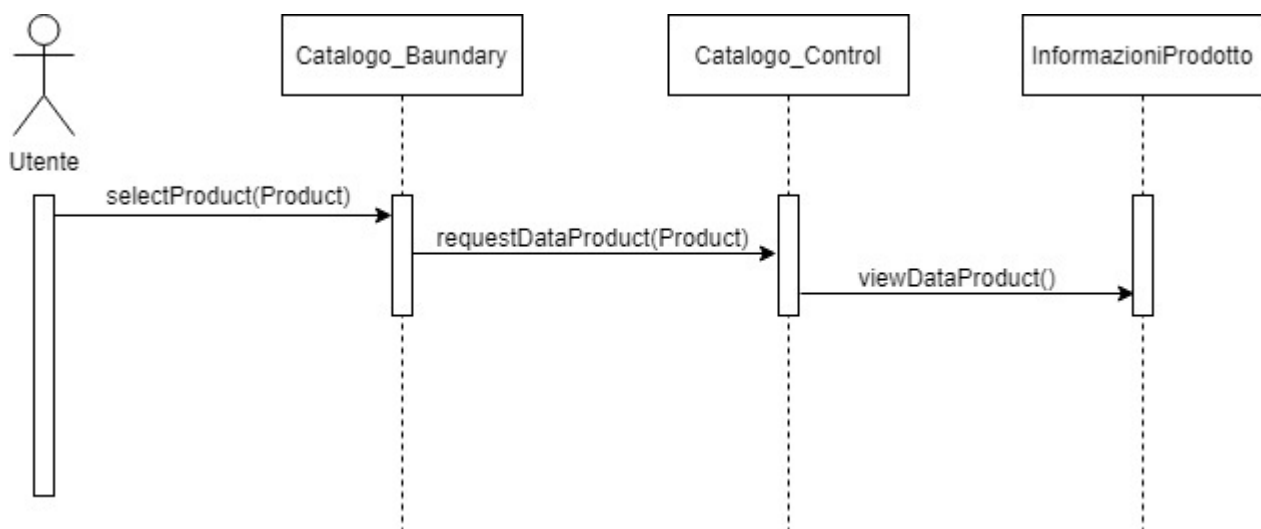 Catalogo_Baundary
Catalogo_Control
InformazioniProdotto
Utente
selectProduct(Product)
requestDataProduct(Product)
viewDataProduct()